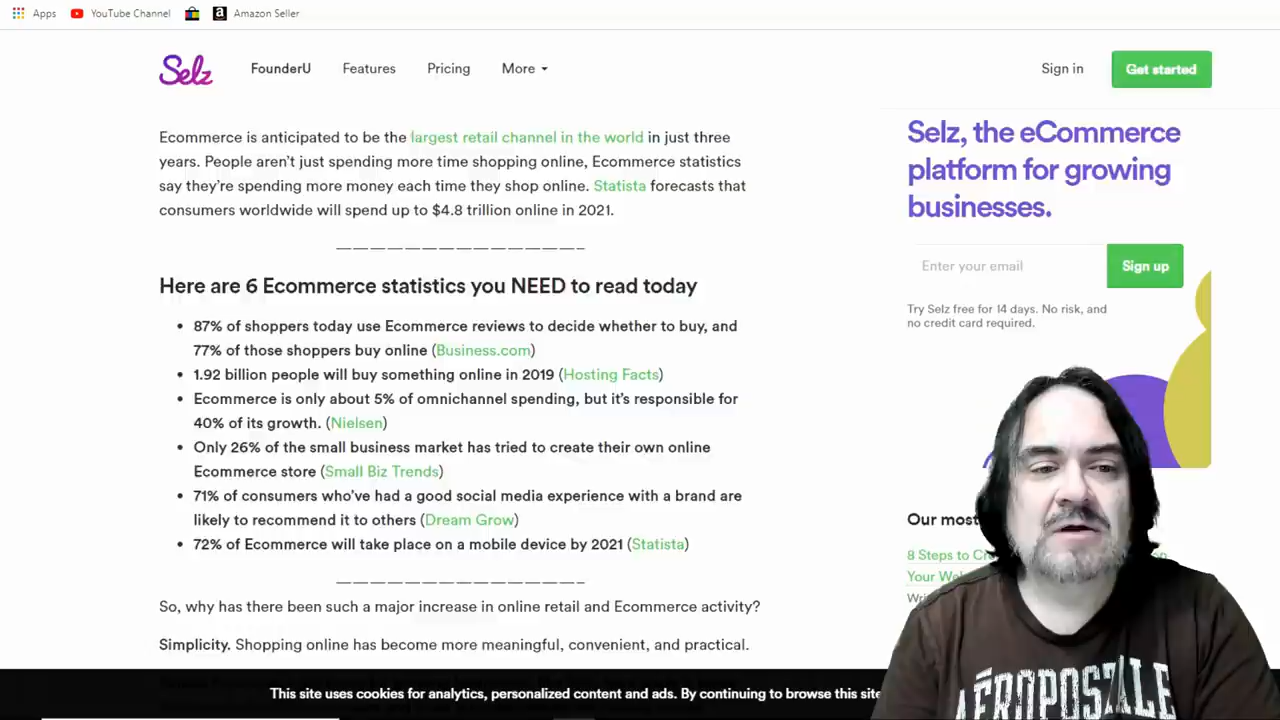 Apps YouTube Channel Amazon Seller
Selz FounderU Features Pricing More Sign in Get started
Ecommerce is anticipated to be the largest retail channel in the world in just three
years. People aren't just spending more time shopping online, Ecommerce statistics
say they're spending more money each time they shop online. Statista forecasts that
consumers worldwide will spend up to $4.8 trillion online in 2021.
Here are 6 Ecommerce statistics you NEED to read today
• 87% of shoppers today use Ecommerce reviews to decide whether to buy, and
77% of those shoppers buy online (Business.com)
• 1.92 billion people will buy something online in 2019 (Hosting Facts)
• Ecommerce is only about 5% of omnichannel spending, but it's responsible for
40% of its growth. (Nielsen)
• Only 26% of the small business market has tried to create their own online
Ecommerce store (Small Biz Trends)
• 71% of consumers who've had a good social media experience with a brand are
likely to recommend it to others (Dream Grow)
• 72% of Ecommerce will take place on a mobile device by 2021 (Statista)
So, why has there been such a major increase in online retail and Ecommerce activity?
Simplicity. Shopping online has become more meaningful, convenient, and practical.
This site uses cookies for analytics, personalized content and ads. By continuing to browse this site
Selz, the eCommerce
platform for growing
businesses.
Enter your email Sign up
Try Selz free for 14 days. No risk, and
no credit card required.
Our most
8 Steps to
Your
AÉROPOSTALE